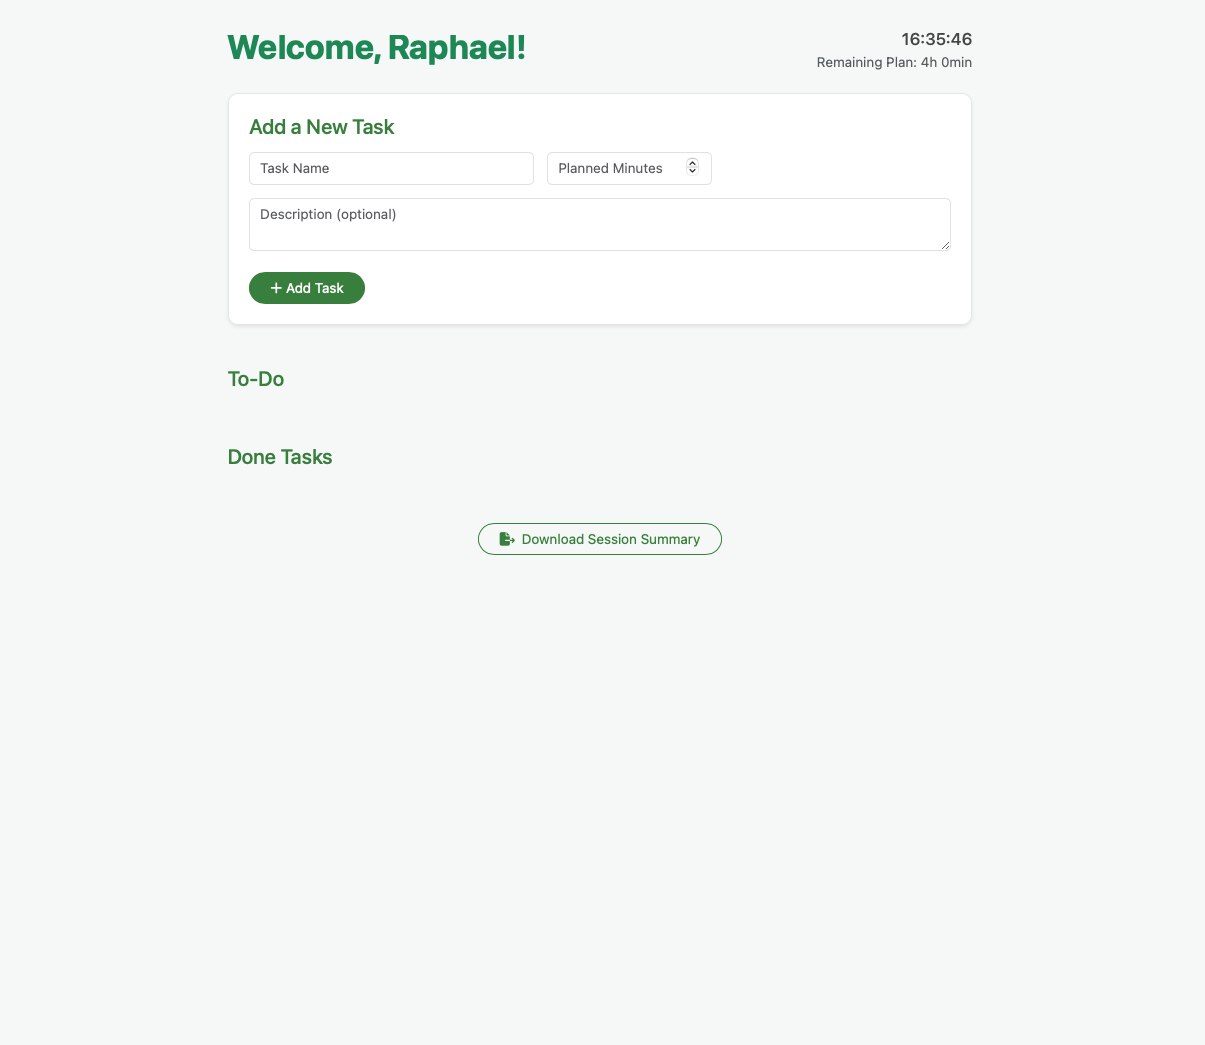 Welcome, Raphael!
16:35:46
Remaining Plan: 4h 0min
Add a New Task
Task Name
Planned Minutes
Description (optional)
+ Add Task
To-Do
Done Tasks
Download Session Summary